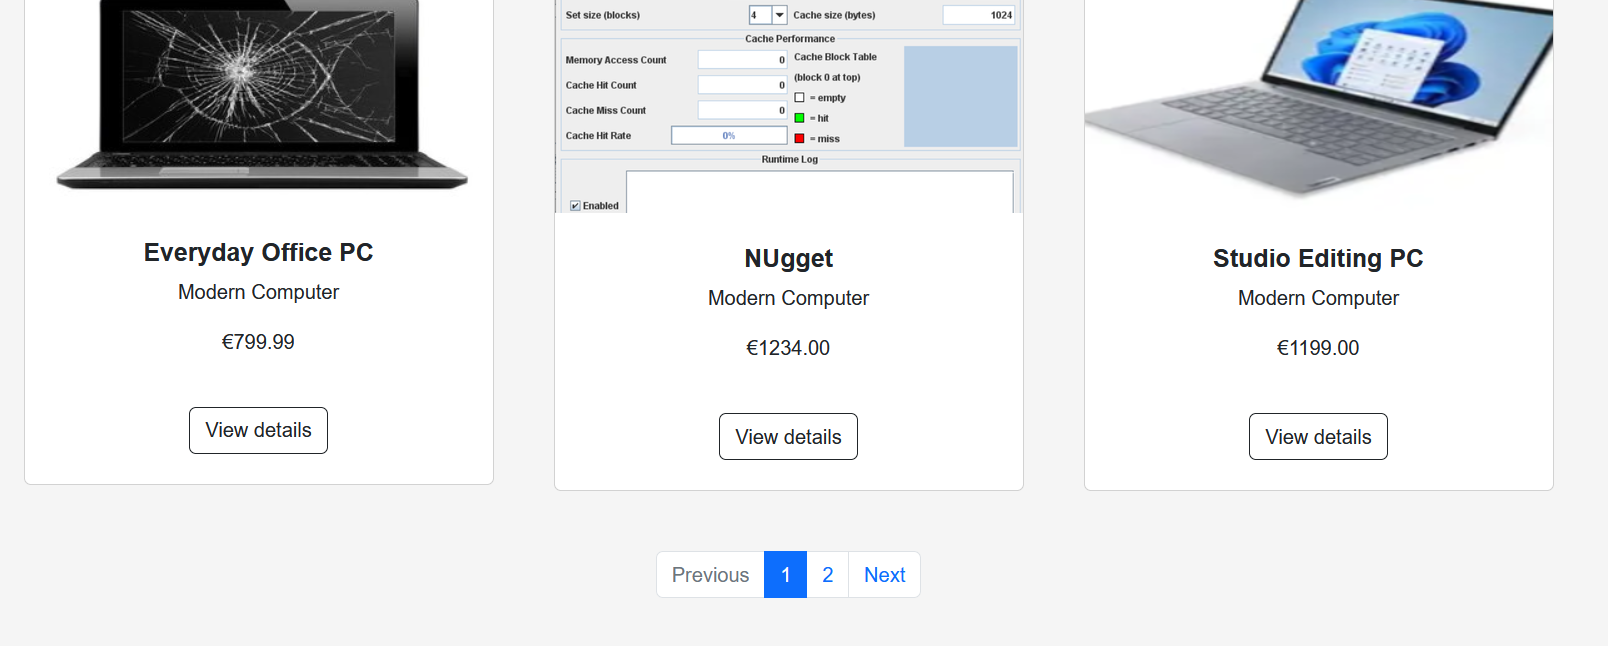 Set size (blocks) 4 Cache size (bytes) 1024
Cache Performance
Memory Access Count 0 Cache Block Table
(block 0 at top)
Cache Hit Count 0
= empty
Cache Miss Count 0
= hit
Cache Hit Rate 0%
= miss
Runtime Log
Enabled
Everyday Office PC
Modern Computer
€799.99
View details
NUgget
Modern Computer
€1234.00
View details
Studio Editing PC
Modern Computer
€1199.00
View details
Previous 1 2 Next